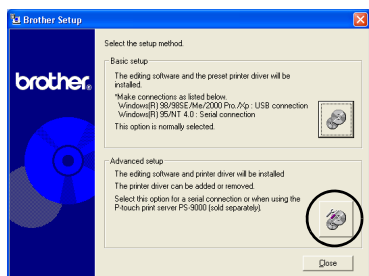 Brother Setup
Select the setup method.
brother.
Basic setup
The editing software and the preset printer driver will be
installed.
*Make connections as listed below.
Windows(R) 98/98SE/Me/2000 Pro./Xp : USB connection
Windows(R) 95/NT 4.0 : Serial connection
This option is normally selected.
Advanced setup
The editing software and printer driver will be installed
The printer driver can be added or removed.
Select this option for a serial connection or when using the
P-touch print server PS-9000 (sold separately).
Close